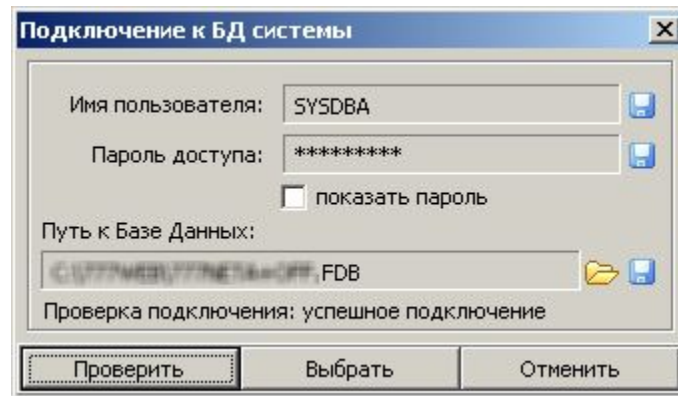 Подключение к БД системы
Имя пользователя: SYSDBA
Пароль доступа: *********
показать пароль
Путь к Базе Данных:
.FDB
Проверка подключения: успешное подключение
Проверить Выбрать Отменить